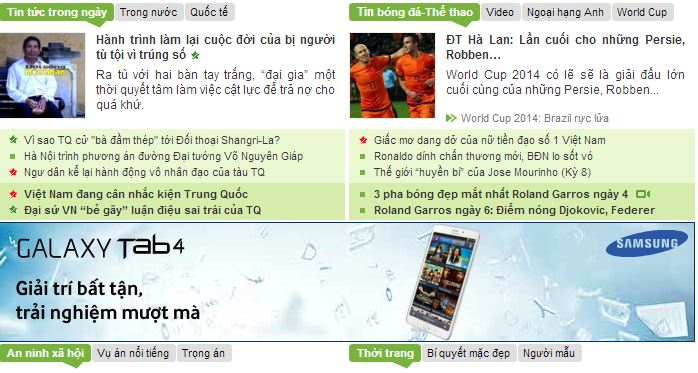 Tin tức trong ngày Trong nước Quốc tế
Hành trình làm lại cuộc đời của bị người
tù tội vì trúng số
Ra tù với hai bàn tay trắng, “đại gia” một
thời quyết tâm làm việc cật lực để trả nợ cho
quá khứ.
Vì sao TQ cử "bà đầm thép" tới Đối thoại Shangri-La?
Hà Nội trình phương án đường Đại tướng Võ Nguyên Giáp
Ngư dân kể lại hành động vô nhân đạo của tàu TQ
Việt Nam đang cân nhắc kiện Trung Quốc
Đại sứ VN “bẻ gãy” luận điệu sai trái của TQ
Tin bóng đá-Thể thao Video Ngoại hạng Anh World Cup
ĐT Hà Lan: Lần cuối cho những Persie,
Robben…
World Cup 2014 có lẽ sẽ là giải đấu lớn
cuối cùng của những Persie, Robben...
World Cup 2014: Brazil rực lửa
Giấc mơ dang dở của nữ tiền đạo số 1 Việt Nam
Ronaldo dính chấn thương mới, BĐN lo sốt vó
Thế giới “huyền bí” của Jose Mourinho (Kỳ 8)
3 pha bóng đẹp mắt nhất Roland Garros ngày 4
Roland Garros ngày 6: Điểm nóng Djokovic, Federer
GALAXY Tab4
SAMSUNG
Giải trí bất tận,
trải nghiệm mượt mà
An ninh xã hội Vụ án nổi tiếng Trọng án
Thời trang Bí quyết mặc đẹp Người mẫu